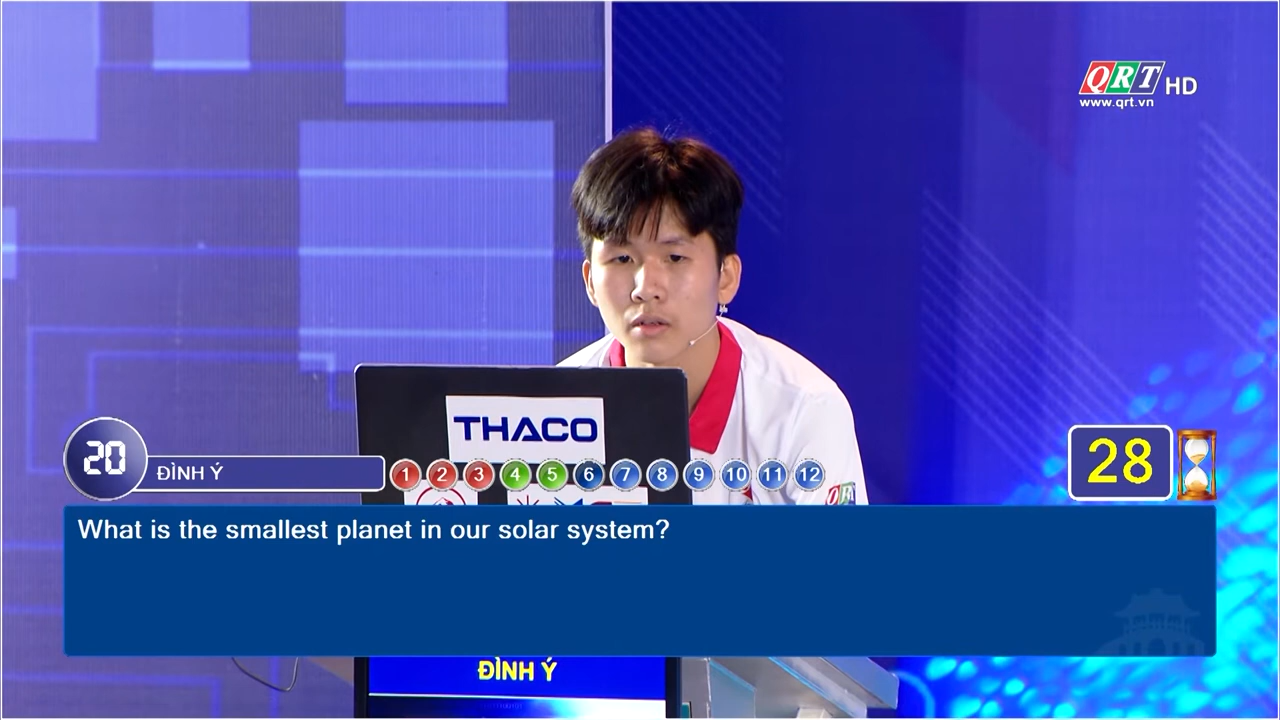 QRT HD
www.qrt.vn
THACO
20
ĐÌNH Ý
1 2 3 4 5 6 7 8 9 10 11 12
28
QRT
What is the smallest planet in our solar system?
ĐÌNH Ý